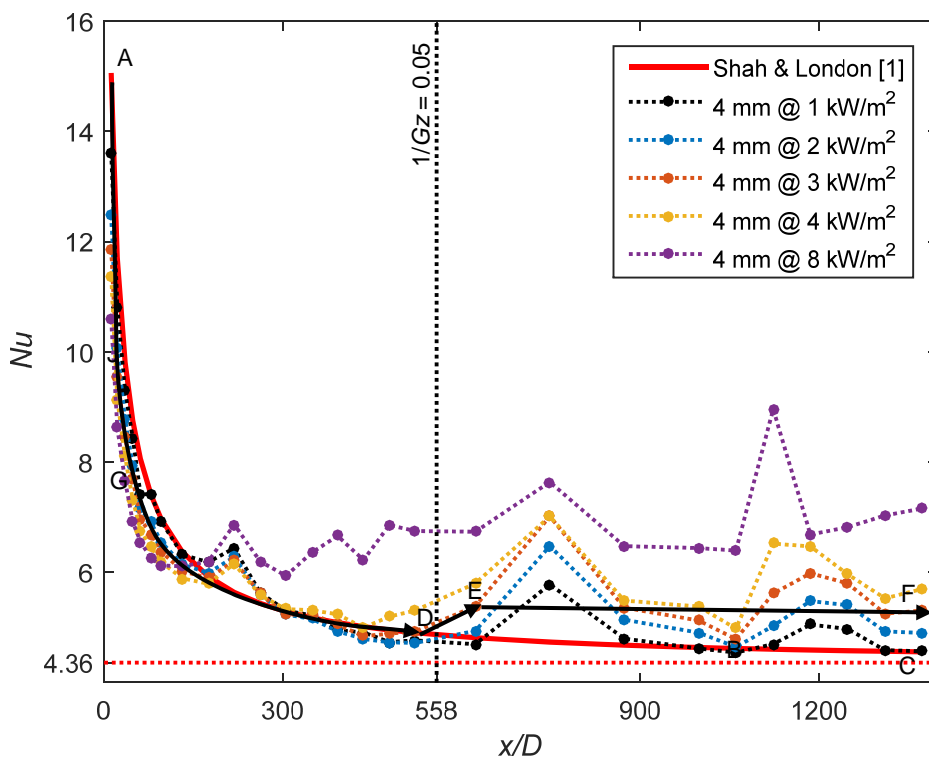 16
14
12
10
8
6
4.36
Nu
0
300
558
900
1200
x/D
1/Gz = 0.05
Shah & London [1]
4 mm @ 1 kW/m²
4 mm @ 2 kW/m²
4 mm @ 3 kW/m²
4 mm @ 4 kW/m²
4 mm @ 8 kW/m²
A
J
G
D
E
B
F
C